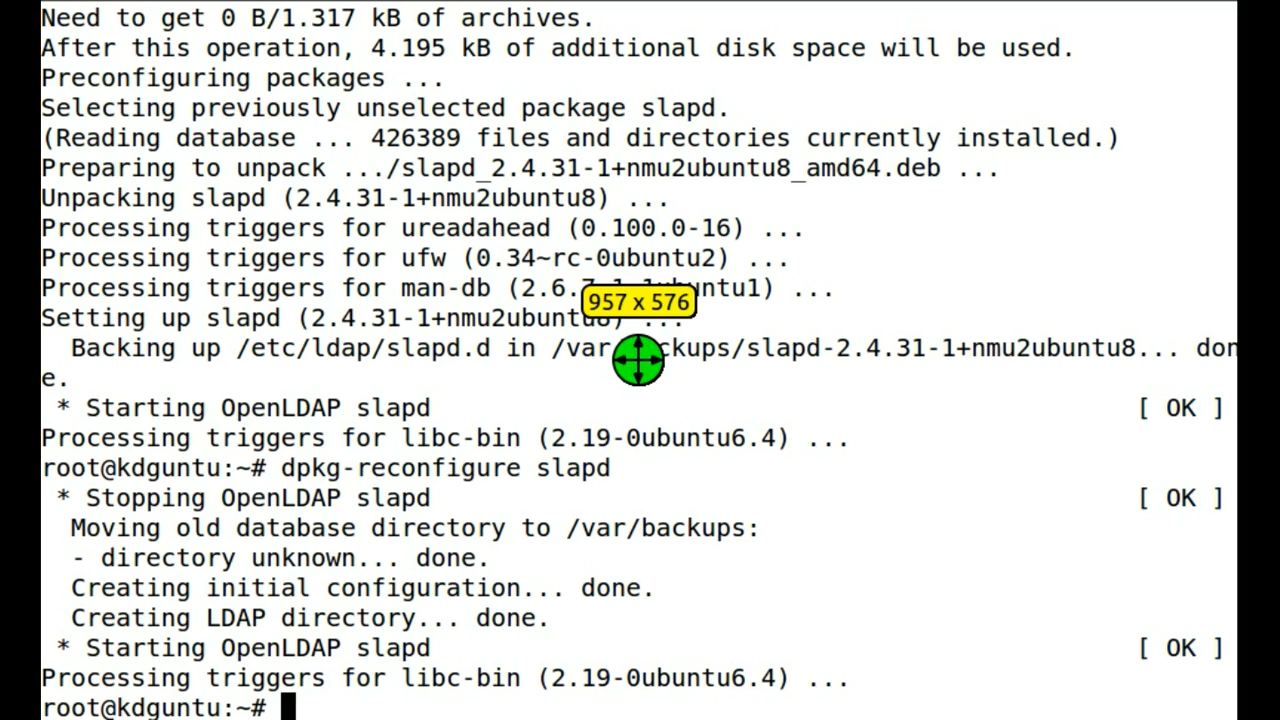 Need to get 0 B/1.317 kB of archives.
After this operation, 4.195 kB of additional disk space will be used.
Preconfiguring packages ...
Selecting previously unselected package slapd.
(Reading database ... 426389 files and directories currently installed.)
Preparing to unpack .../slapd_2.4.31-1+nmu2ubuntu8_amd64.deb ...
Unpacking slapd (2.4.31-1+nmu2ubuntu8) ...
Processing triggers for ureadahead (0.100.0-16) ...
Processing triggers for ufw (0.34~rc-0ubuntu2) ...
Processing triggers for man-db ...
957 x 576
Setting up slapd (2.4.31-1+nmu2ubuntu8) ...
  Backing up /etc/ldap/slapd.d in /var/backups/slapd-2.4.31-1+nmu2ubuntu8... don
e.
 * Starting OpenLDAP slapd [ OK ]
Processing triggers for libc-bin (2.19-0ubuntu6.4) ...
root@kdguntu:~# dpkg-reconfigure slapd
 * Stopping OpenLDAP slapd [ OK ]
  Moving old database directory to /var/backups:
  - directory unknown... done.
  Creating initial configuration... done.
  Creating LDAP directory... done.
 * Starting OpenLDAP slapd [ OK ]
Processing triggers for libc-bin (2.19-0ubuntu6.4) ...
root@kdguntu:~#